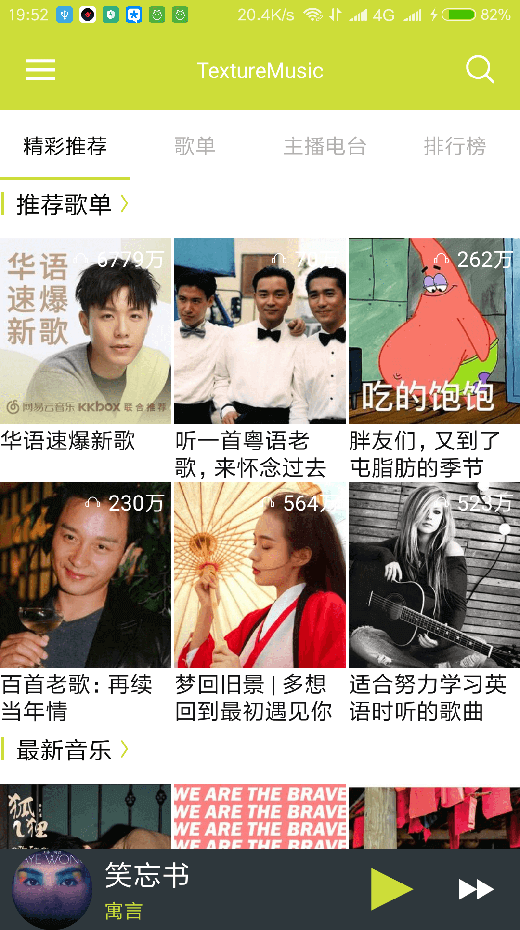 19:52
20.4K/s
4G
82%
TextureMusic
精彩推荐
歌单
主播电台
排行榜
推荐歌单
华语
速爆
新歌
779万
262万
网易云音乐 KKBOX 联合推荐
吃的饱饱
华语速爆新歌
听一首粤语老
歌，来怀念过去
胖友们，又到了
屯脂肪的季节
230万
564万
523万
百首老歌：再续
当年情
梦回旧景 | 多想
回到最初遇见你
适合努力学习英
语时听的歌曲
最新音乐
狐狸
WE ARE THE BRAVE
WE ARE THE BRAVE
WE ARE THE BRAVE
WE ARE THE BRAVE
笑忘书
寓言